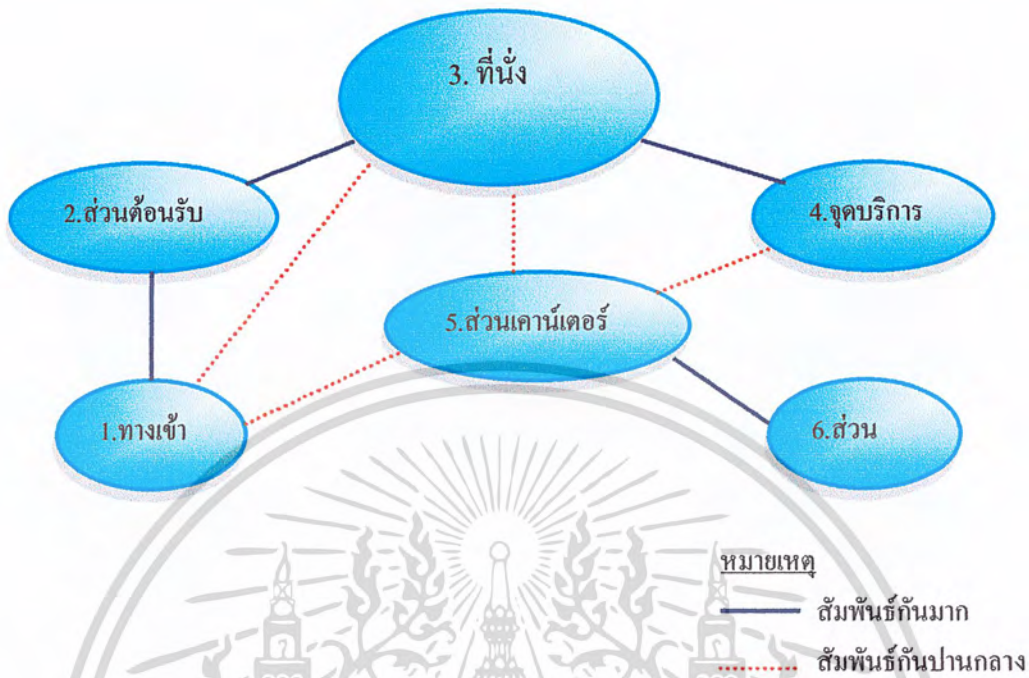 3. ที่นั่ง
2.ส่วนต้อนรับ
4.จุดบริการ
5.ส่วนเคาน์เตอร์
1.ทางเข้า
6.ส่วน
หมายเหตุ
สัมพันธ์กันมาก
สัมพันธ์กันปานกลาง